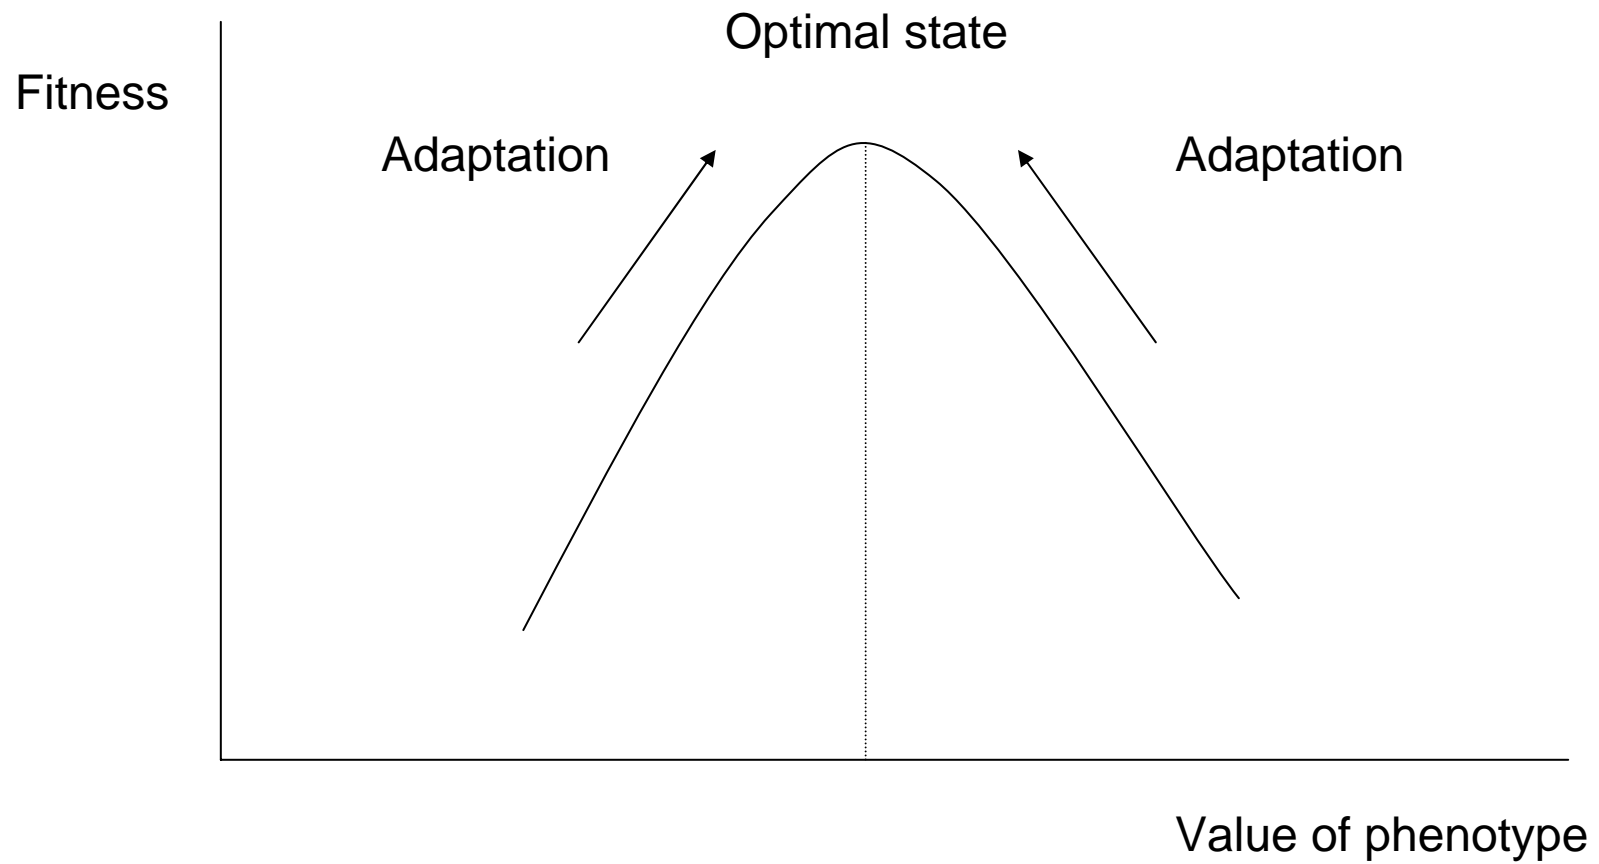 Optimal state
Fitness
Adaptation
Adaptation
Value of phenotype